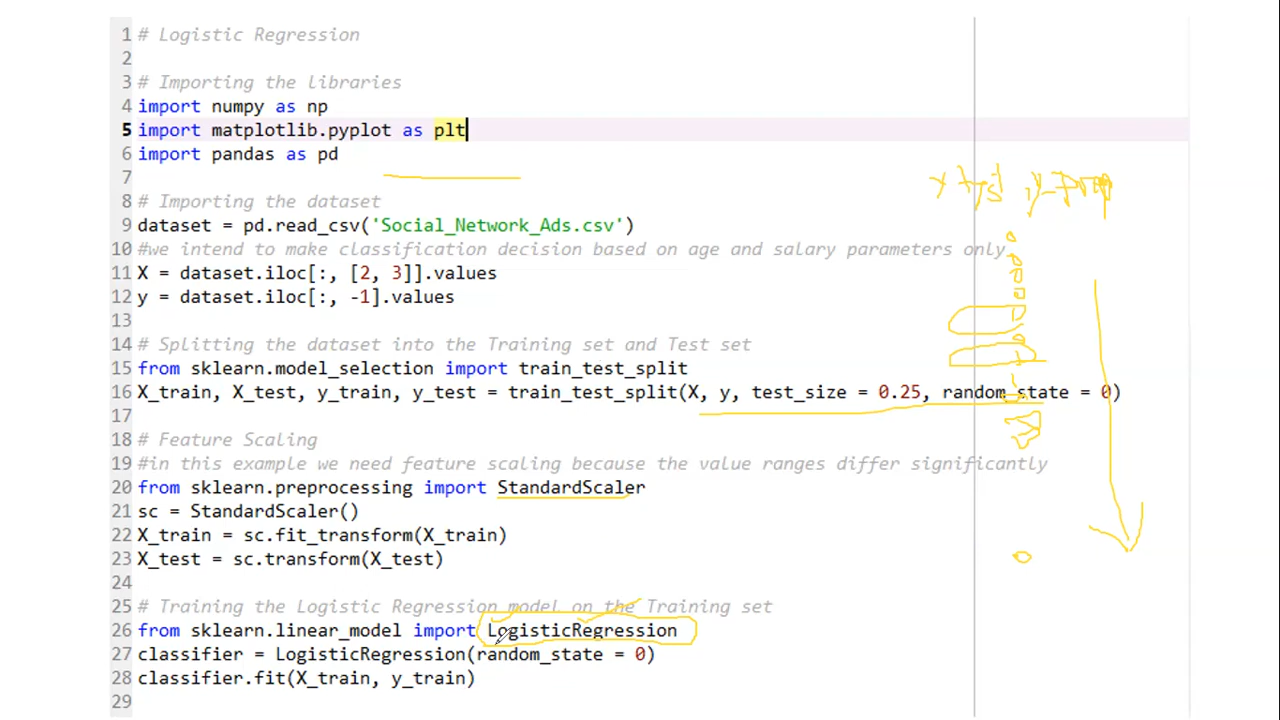 1 # Logistic Regression
2
3 # Importing the libraries
4 import numpy as np
5 import matplotlib.pyplot as plt
6 import pandas as pd
7
8 # Importing the dataset
9 dataset = pd.read_csv('Social_Network_Ads.csv')
10 #we intend to make classification decision based on age and salary parameters only
11 X = dataset.iloc[:, [2, 3]].values
12 y = dataset.iloc[:, -1].values
13
14 # Splitting the dataset into the Training set and Test set
15 from sklearn.model_selection import train_test_split
16 X_train, X_test, y_train, y_test = train_test_split(X, y, test_size = 0.25, random_state = 0)
17
18 # Feature Scaling
19 #in this example we need feature scaling because the value ranges differ significantly
20 from sklearn.preprocessing import StandardScaler
21 sc = StandardScaler()
22 X_train = sc.fit_transform(X_train)
23 X_test = sc.transform(X_test)
24
25 # Training the Logistic Regression model on the Training set
26 from sklearn.linear_model import LogisticRegression
27 classifier = LogisticRegression(random_state = 0)
28 classifier.fit(X_train, y_train)
29